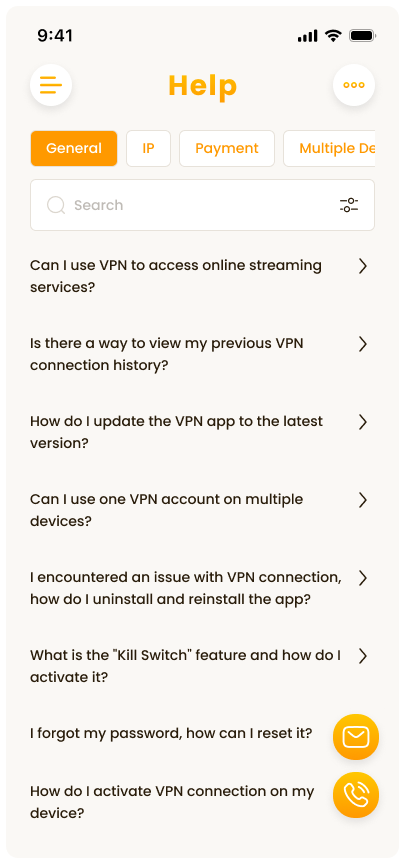 9:41
Help
General
IP
Payment
Multiple De
Search
Can I use VPN to access online streaming
services?
Is there a way to view my previous VPN
connection history?
How do I update the VPN app to the latest
version?
Can I use one VPN account on multiple
devices?
I encountered an issue with VPN connection,
how do I uninstall and reinstall the app?
What is the "Kill Switch" feature and how do I
activate it?
I forgot my password, how can I reset it?
How do I activate VPN connection on my
device?